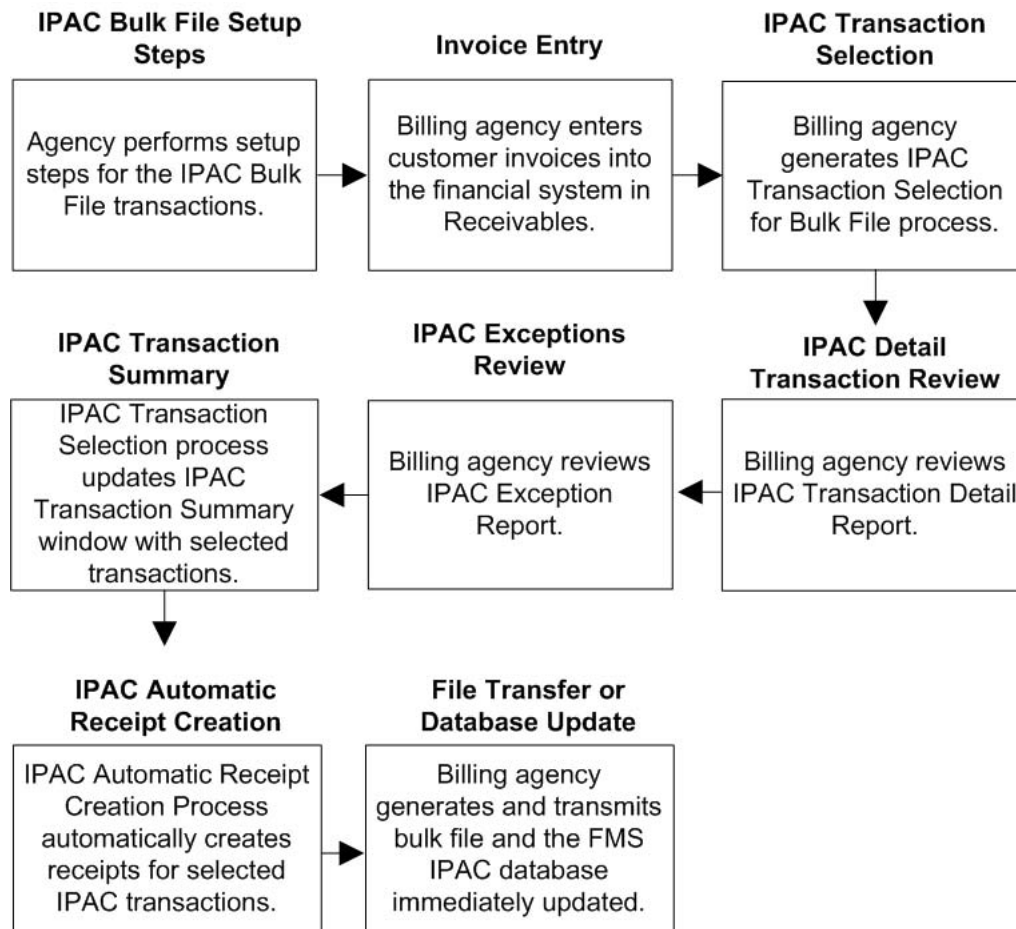 IPAC Bulk File Setup
Steps
Agency performs setup
steps for the IPAC Bulk
File transactions.
Invoice Entry
Billing agency enters
customer invoices into
the financial system in
Receivables.
IPAC Transaction
Selection
Billing agency
generates IPAC
Transaction Selection
for Bulk File process.
IPAC Detail
Transaction Review
Billing agency reviews
IPAC Transaction Detail
Report.
IPAC Exceptions
Review
Billing agency reviews
IPAC Exception
Report.
IPAC Transaction
Summary
IPAC Transaction
Selection process
updates IPAC
Transaction Summary
window with selected
transactions.
IPAC Automatic
Receipt Creation
IPAC Automatic Receipt
Creation Process
automatically creates
receipts for selected
IPAC transactions.
File Transfer or
Database Update
Billing agency
generates and transmits
bulk file and the FMS
IPAC database
immediately updated.